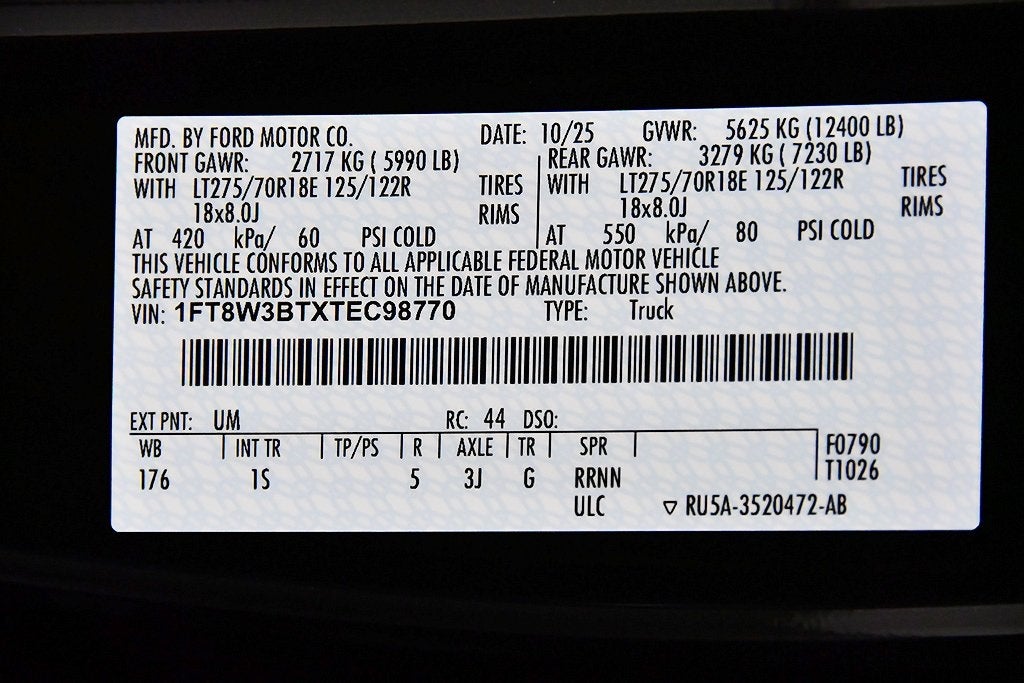 MFD. BY FORD MOTOR CO. DATE: 10/25 GVWR: 5625 KG (12400 LB)
FRONT GAWR: 2717 KG ( 5990 LB) REAR GAWR: 3279 KG ( 7230 LB)
WITH LT275/70R18E 125/122R TIRES WITH LT275/70R18E 125/122R TIRES
18x8.0J RIMS 18x8.0J RIMS
AT 420 kPa/ 60 PSI COLD AT 550 kPa/ 80 PSI COLD
THIS VEHICLE CONFORMS TO ALL APPLICABLE FEDERAL MOTOR VEHICLE
SAFETY STANDARDS IN EFFECT ON THE DATE OF MANUFACTURE SHOWN ABOVE.
VIN: 1FT8W3BTXTEC98770 TYPE: Truck
EXT PNT: UM RC: 44 DSO:
WB INT TR TP/PS R AXLE TR SPR F0790
176 1S 5 3J G RRNN T1026
ULC ▽ RU5A-3520472-AB